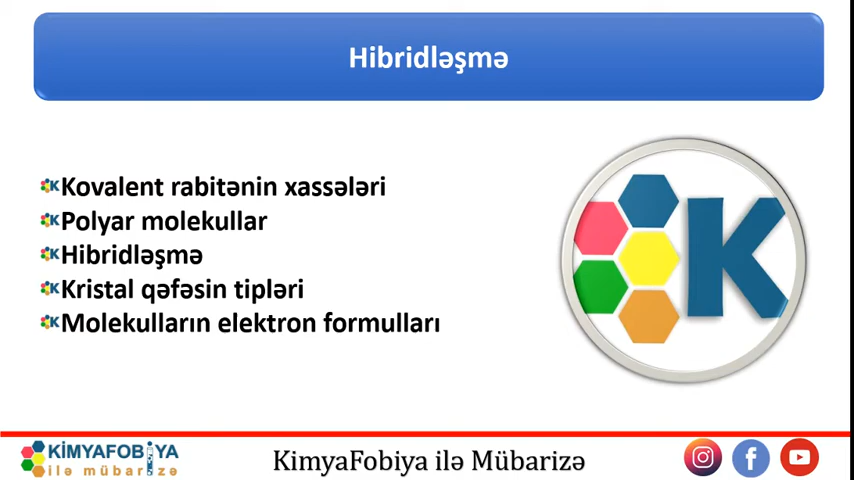 Hibridləşmə
Kovalent rabitənin xassələri
Polyar molekullar
Hibridləşmə
Kristal qəfəsin tipləri
Molekulların elektron formulları
K
KİMYAFOBİYA
ilə mübarizə
KimyaFobiya ilə Mübarizə